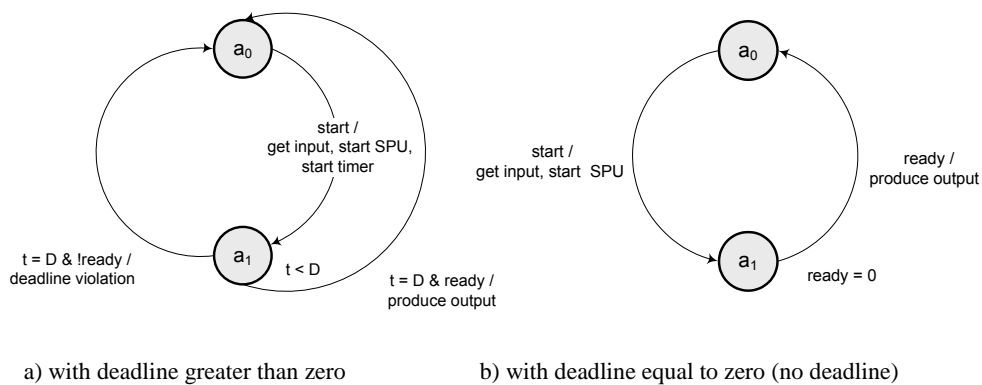 a0
start /
get input, start SPU,
start timer
a1
t < D
t = D & !ready /
deadline violation
t = D & ready /
produce output
a) with deadline greater than zero
a0
start /
get input, start SPU
ready /
produce output
a1
ready = 0
b) with deadline equal to zero (no deadline)